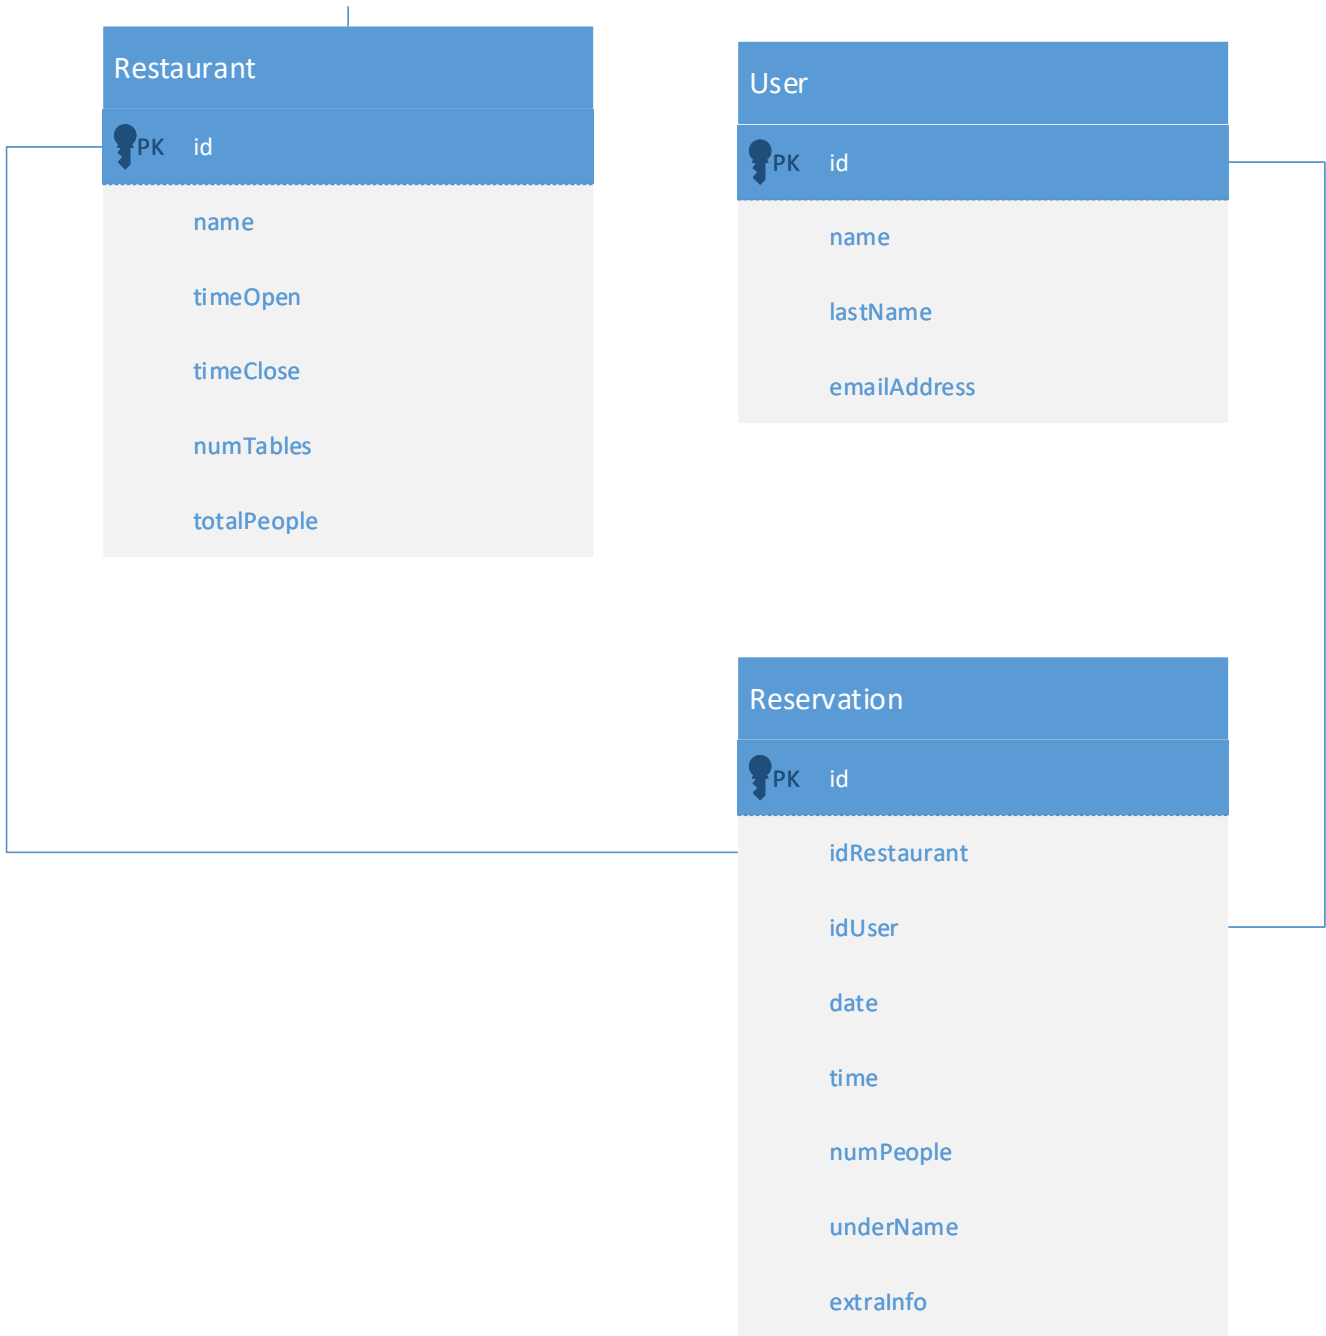 Restaurant
PK id
name
timeOpen
timeClose
numTables
totalPeople
User
PK id
name
lastName
emailAddress
Reservation
PK id
idRestaurant
idUser
date
time
numPeople
underName
extraInfo